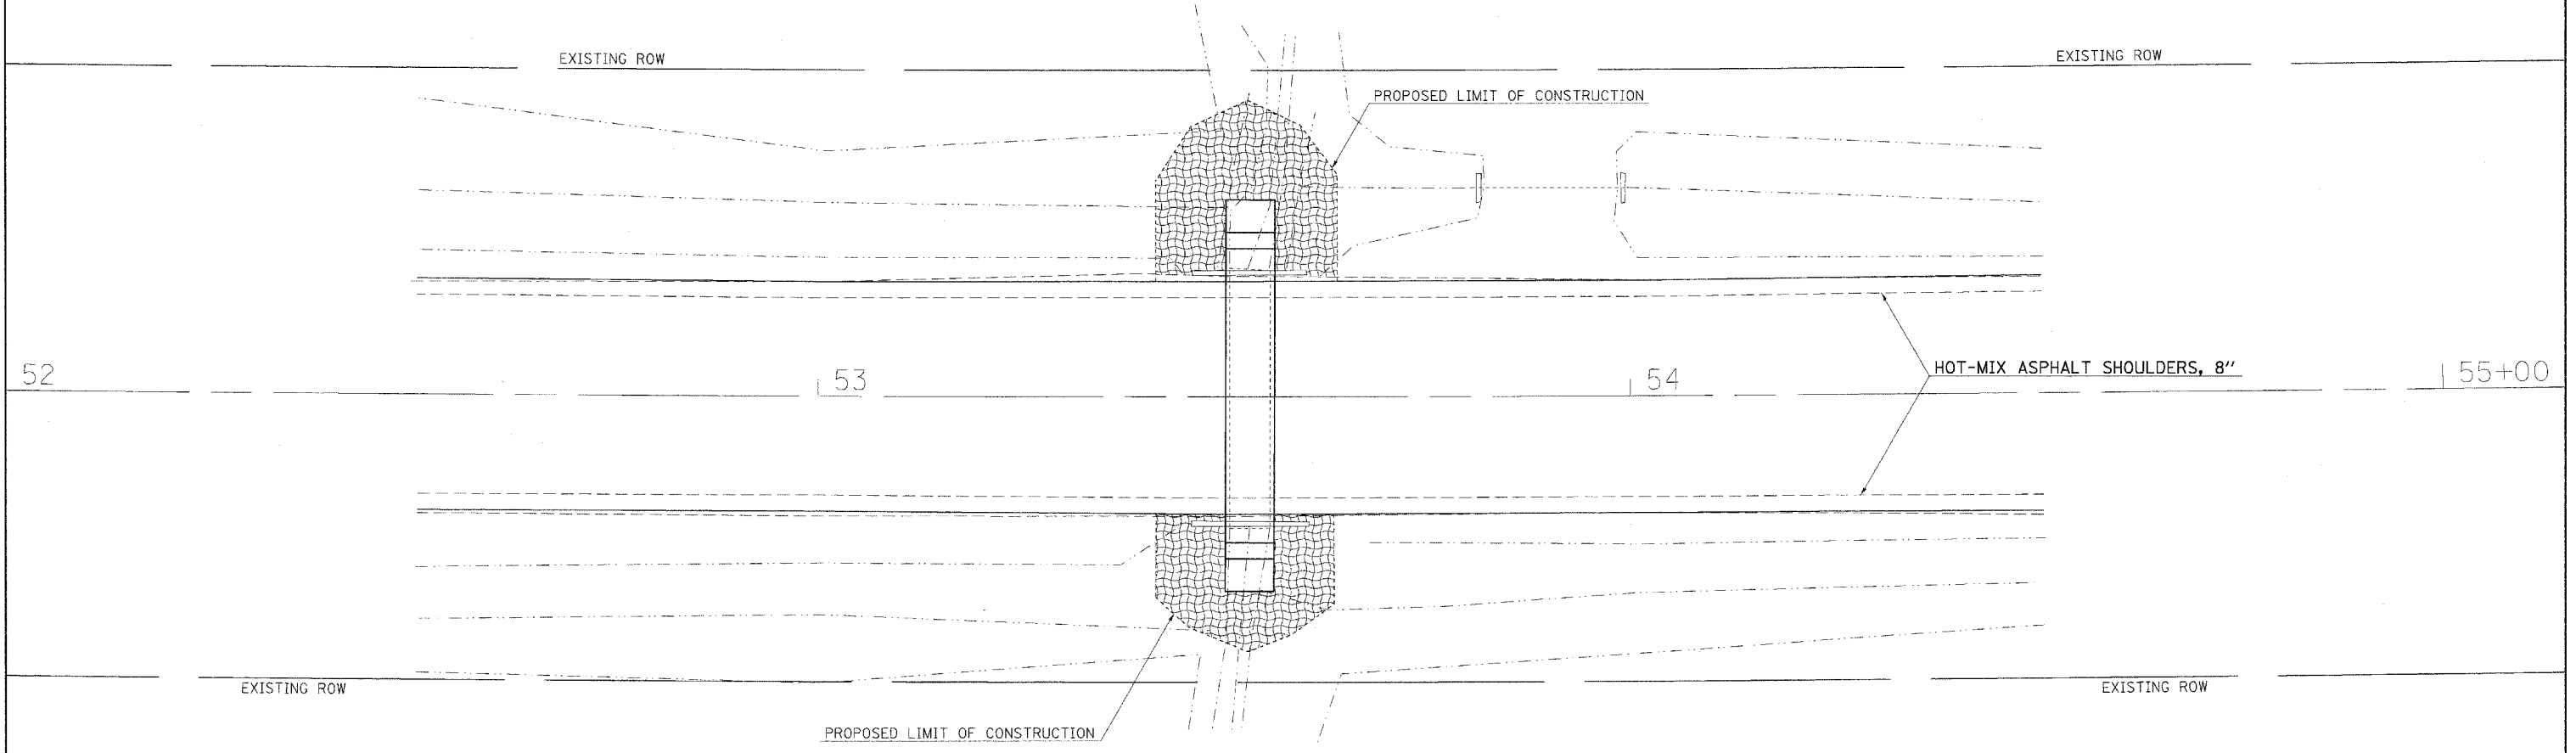 EXISTING ROW
EXISTING ROW
PROPOSED LIMIT OF CONSTRUCTION
HOT-MIX ASPHALT SHOULDERS, 8"
52
53
54
55+00
EXISTING ROW
EXISTING ROW
PROPOSED LIMIT OF CONSTRUCTION